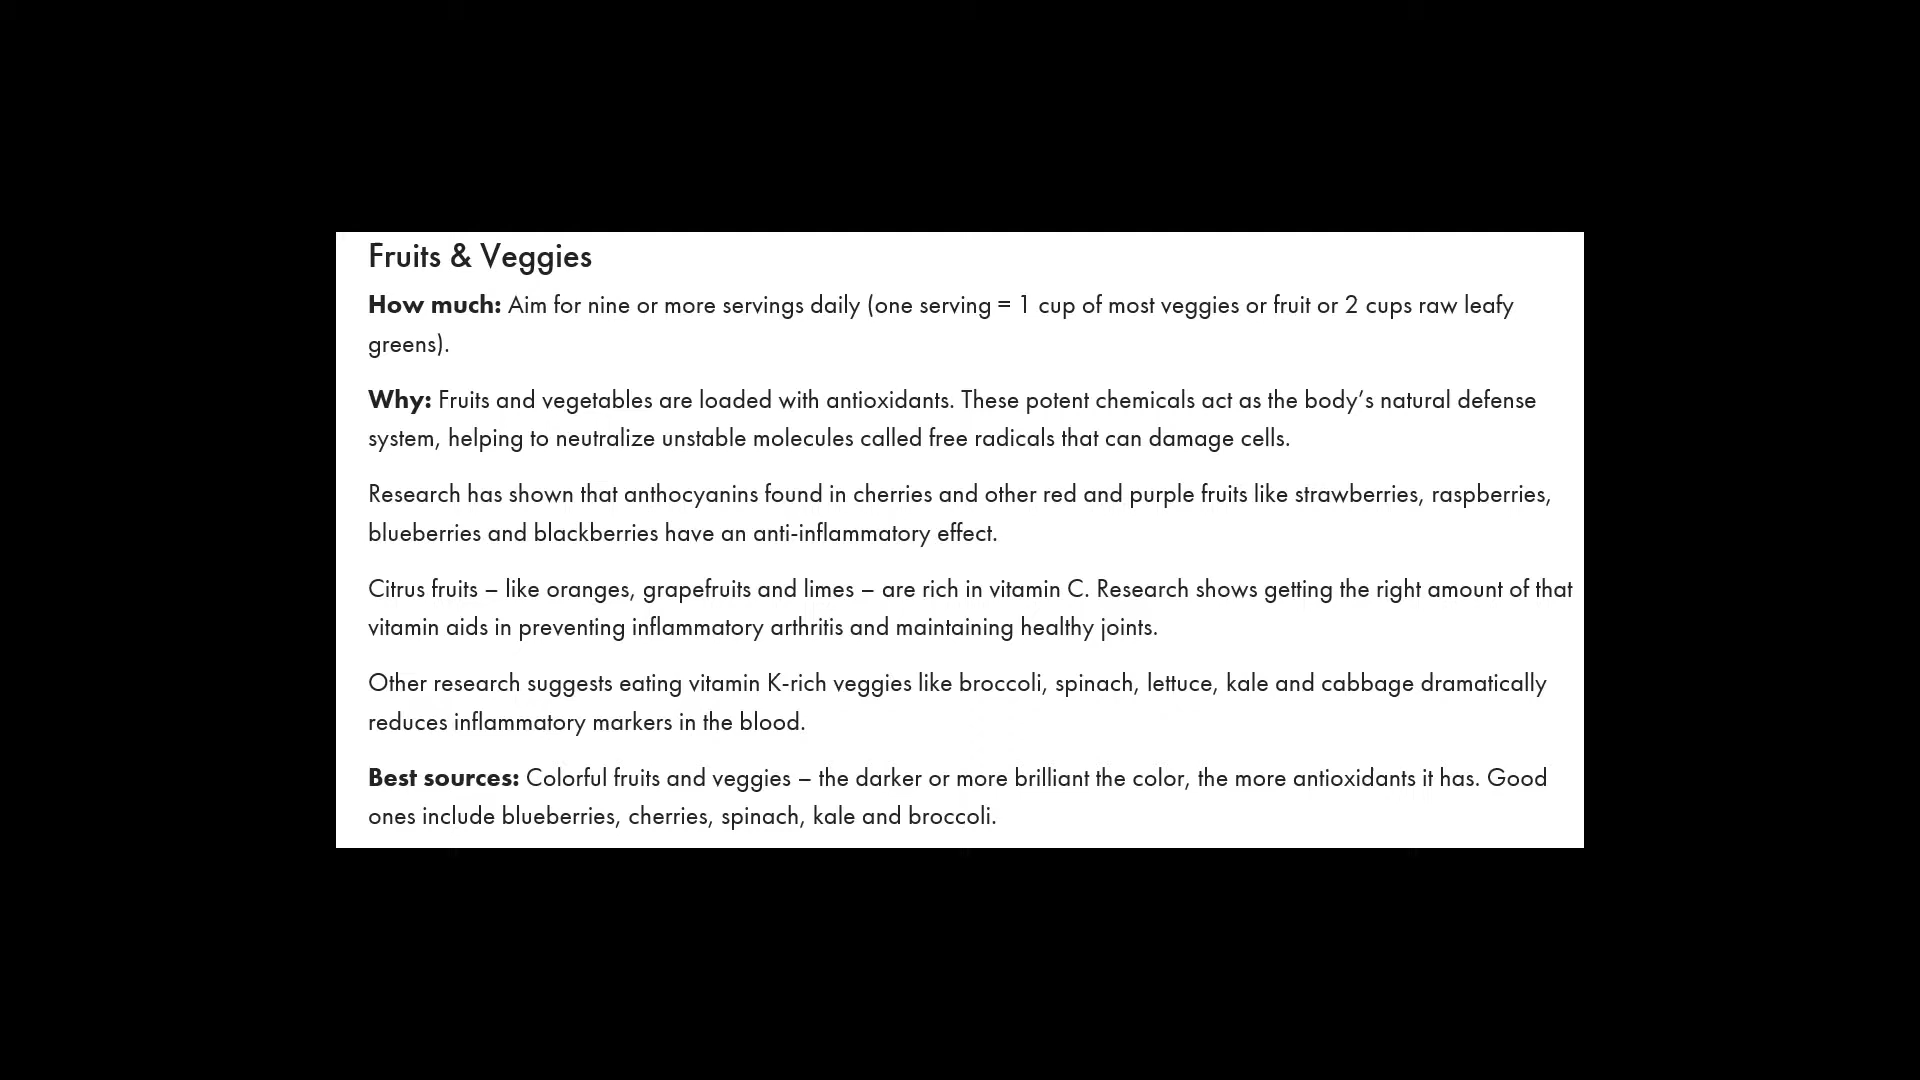 Fruits & Veggies
How much: Aim for nine or more servings daily (one serving = 1 cup of most veggies or fruit or 2 cups raw leafy
greens).
Why: Fruits and vegetables are loaded with antioxidants. These potent chemicals act as the body’s natural defense
system, helping to neutralize unstable molecules called free radicals that can damage cells.
Research has shown that anthocyanins found in cherries and other red and purple fruits like strawberries, raspberries,
blueberries and blackberries have an anti-inflammatory effect.
Citrus fruits – like oranges, grapefruits and limes – are rich in vitamin C. Research shows getting the right amount of that
vitamin aids in preventing inflammatory arthritis and maintaining healthy joints.
Other research suggests eating vitamin K-rich veggies like broccoli, spinach, lettuce, kale and cabbage dramatically
reduces inflammatory markers in the blood.
Best sources: Colorful fruits and veggies – the darker or more brilliant the color, the more antioxidants it has. Good
ones include blueberries, cherries, spinach, kale and broccoli.